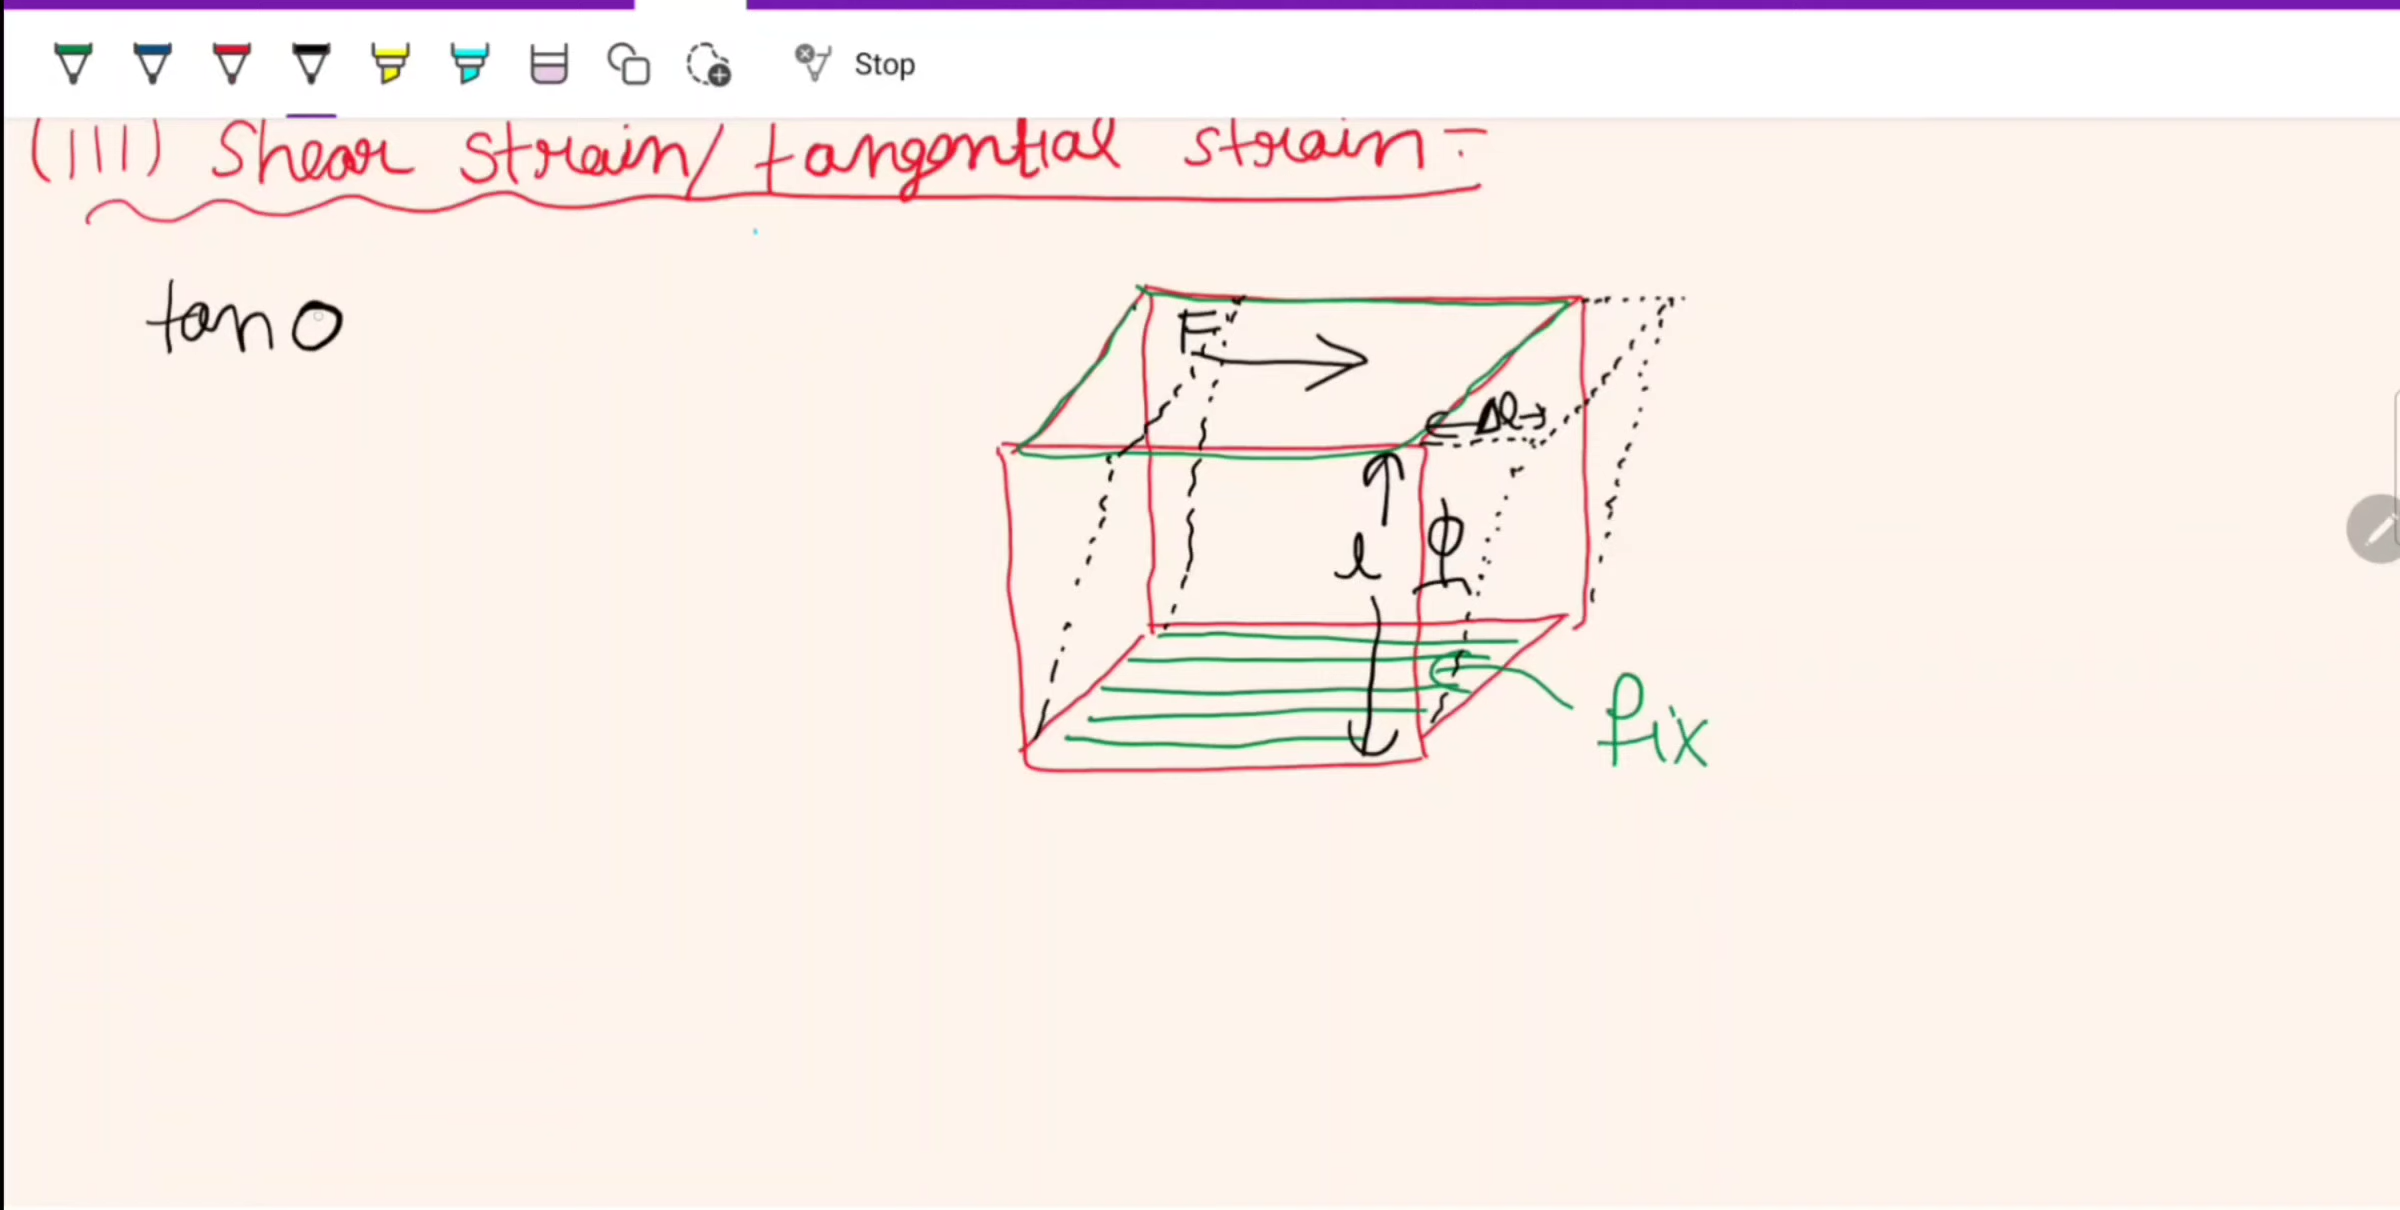 Stop
(III) Shear strain/tangential strain:-
tan O
F
Δl
l
ϕ
fix